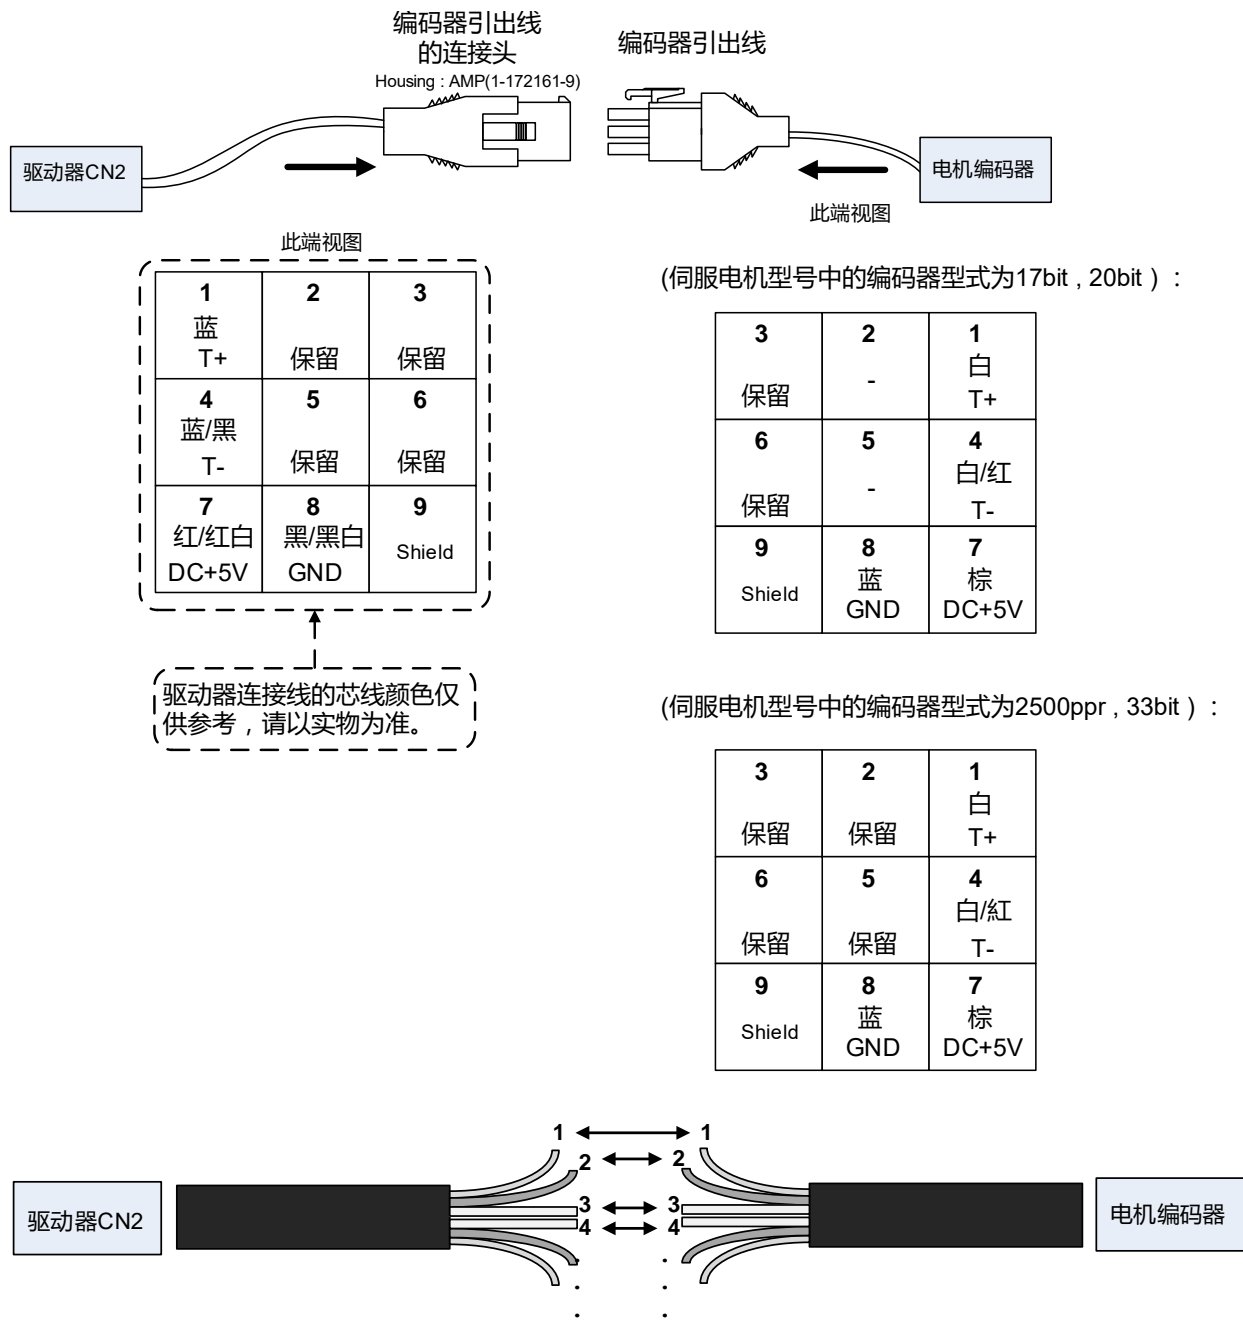 编码器引出线
的连接头
Housing : AMP(1-172161-9)
编码器引出线
驱动器CN2
电机编码器
此端视图
此端视图
1 2 3
蓝
T+ 保留 保留
4 5 6
蓝/黑
T- 保留 保留
7 8 9
红/红白 黑/黑白 Shield
DC+5V GND
驱动器连接线的芯线颜色仅
供参考，请以实物为准。
(伺服电机型号中的编码器型式为17bit , 20bit )：
3 2 1
白
保留 - T+
6 5 4
白/红
保留 - T-
9 8 7
蓝 棕
Shield GND DC+5V
(伺服电机型号中的编码器型式为2500ppr , 33bit )：
3 2 1
白
保留 保留 T+
6 5 4
白/紅
保留 保留 T-
9 8 7
蓝 棕
Shield GND DC+5V
1 1
2 2
3 3
4 4
驱动器CN2
电机编码器